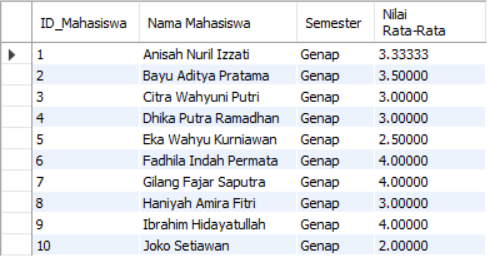 ID_Mahasiswa Nama Mahasiswa Semester Nilai Rata-Rata
1 Anisah Nuril Izzati Genap 3.33333
2 Bayu Aditya Pratama Genap 3.50000
3 Citra Wahyuni Putri Genap 3.00000
4 Dhika Putra Ramadhan Genap 3.00000
5 Eka Wahyu Kurniawan Genap 2.50000
6 Fadhila Indah Permata Genap 4.00000
7 Gilang Fajar Saputra Genap 4.00000
8 Haniyah Amira Fitri Genap 3.00000
9 Ibrahim Hidayatullah Genap 4.00000
10 Joko Setiawan Genap 2.00000